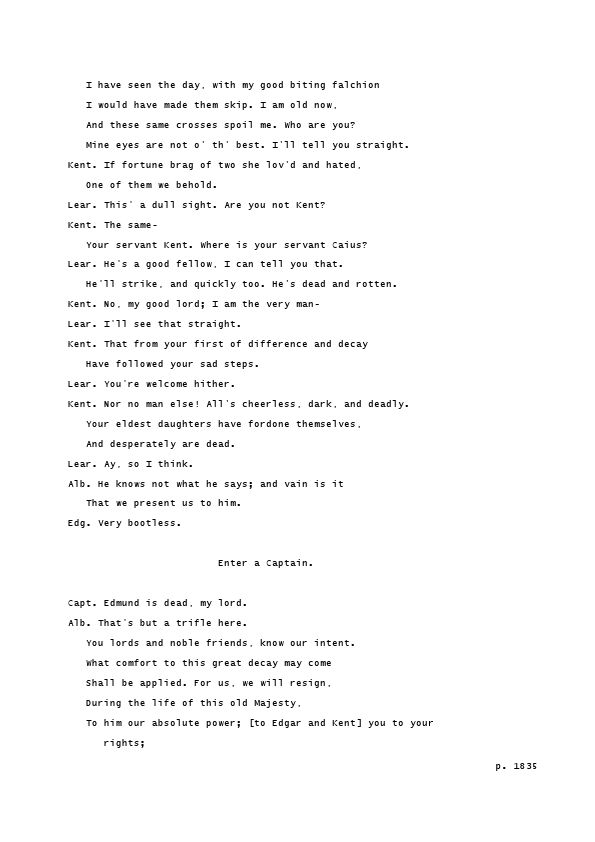 I have seen the day, with my good biting falchion
I would have made them skip. I am old now,
And these same crosses spoil me. Who are you?
Mine eyes are not o' th' best. I'll tell you straight.
Kent. If fortune brag of two she lov'd and hated,
One of them we behold.
Lear. This' a dull sight. Are you not Kent?
Kent. The same-
Your servant Kent. Where is your servant Caius?
Lear. He's a good fellow, I can tell you that.
He'll strike, and quickly too. He's dead and rotten.
Kent. No, my good lord; I am the very man-
Lear. I'll see that straight.
Kent. That from your first of difference and decay
Have followed your sad steps.
Lear. You're welcome hither.
Kent. Nor no man else! All's cheerless, dark, and deadly.
Your eldest daughters have fordone themselves,
And desperately are dead.
Lear. Ay, so I think.
Alb. He knows not what he says; and vain is it
That we present us to him.
Edg. Very bootless.
Enter a Captain.
Capt. Edmund is dead, my lord.
Alb. That's but a trifle here.
You lords and noble friends, know our intent.
What comfort to this great decay may come
Shall be applied. For us, we will resign,
During the life of this old Majesty,
To him our absolute power; [to Edgar and Kent] you to your
rights;
p. 1835